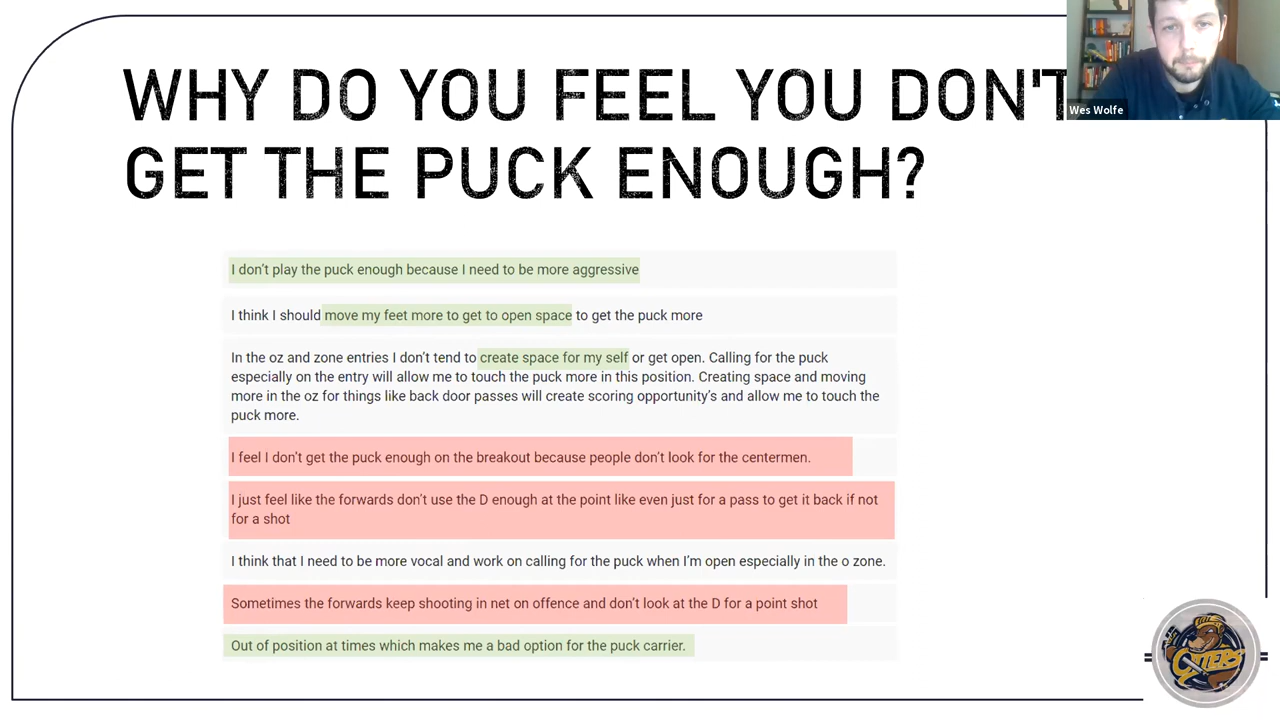 WHY DO YOU FEEL YOU DON'T
GET THE PUCK ENOUGH?
Wes Wolfe
I don't play the puck enough because I need to be more aggressive
I think I should move my feet more to get to open space to get the puck more
In the oz and zone entries I don't tend to create space for my self or get open. Calling for the puck
especially on the entry will allow me to touch the puck more in this position. Creating space and moving
more in the oz for things like back door passes will create scoring opportunity's and allow me to touch the
puck more.
I feel I don't get the puck enough on the breakout because people don't look for the centermen.
I just feel like the forwards don't use the D enough at the point like even just for a pass to get it back if not
for a shot
I think that I need to be more vocal and work on calling for the puck when I'm open especially in the o zone.
Sometimes the forwards keep shooting in net on offence and don't look at the D for a point shot
Out of position at times which makes me a bad option for the puck carrier.